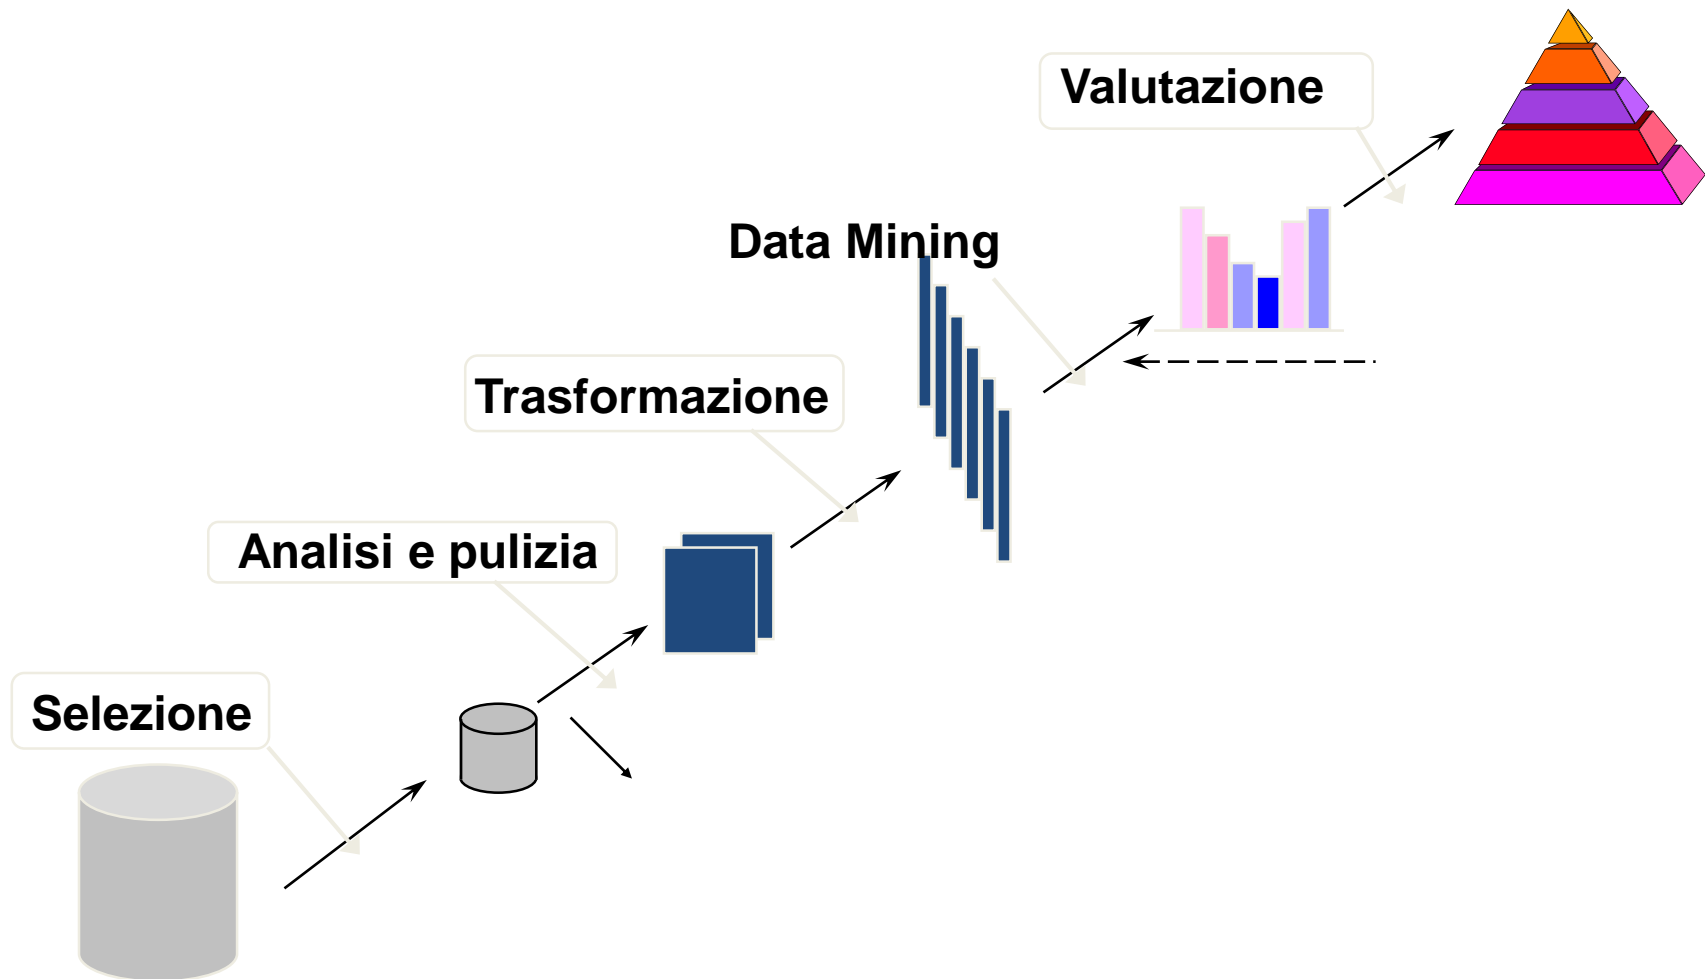 Valutazione
Data Mining
Trasformazione
Analisi e pulizia
Selezione